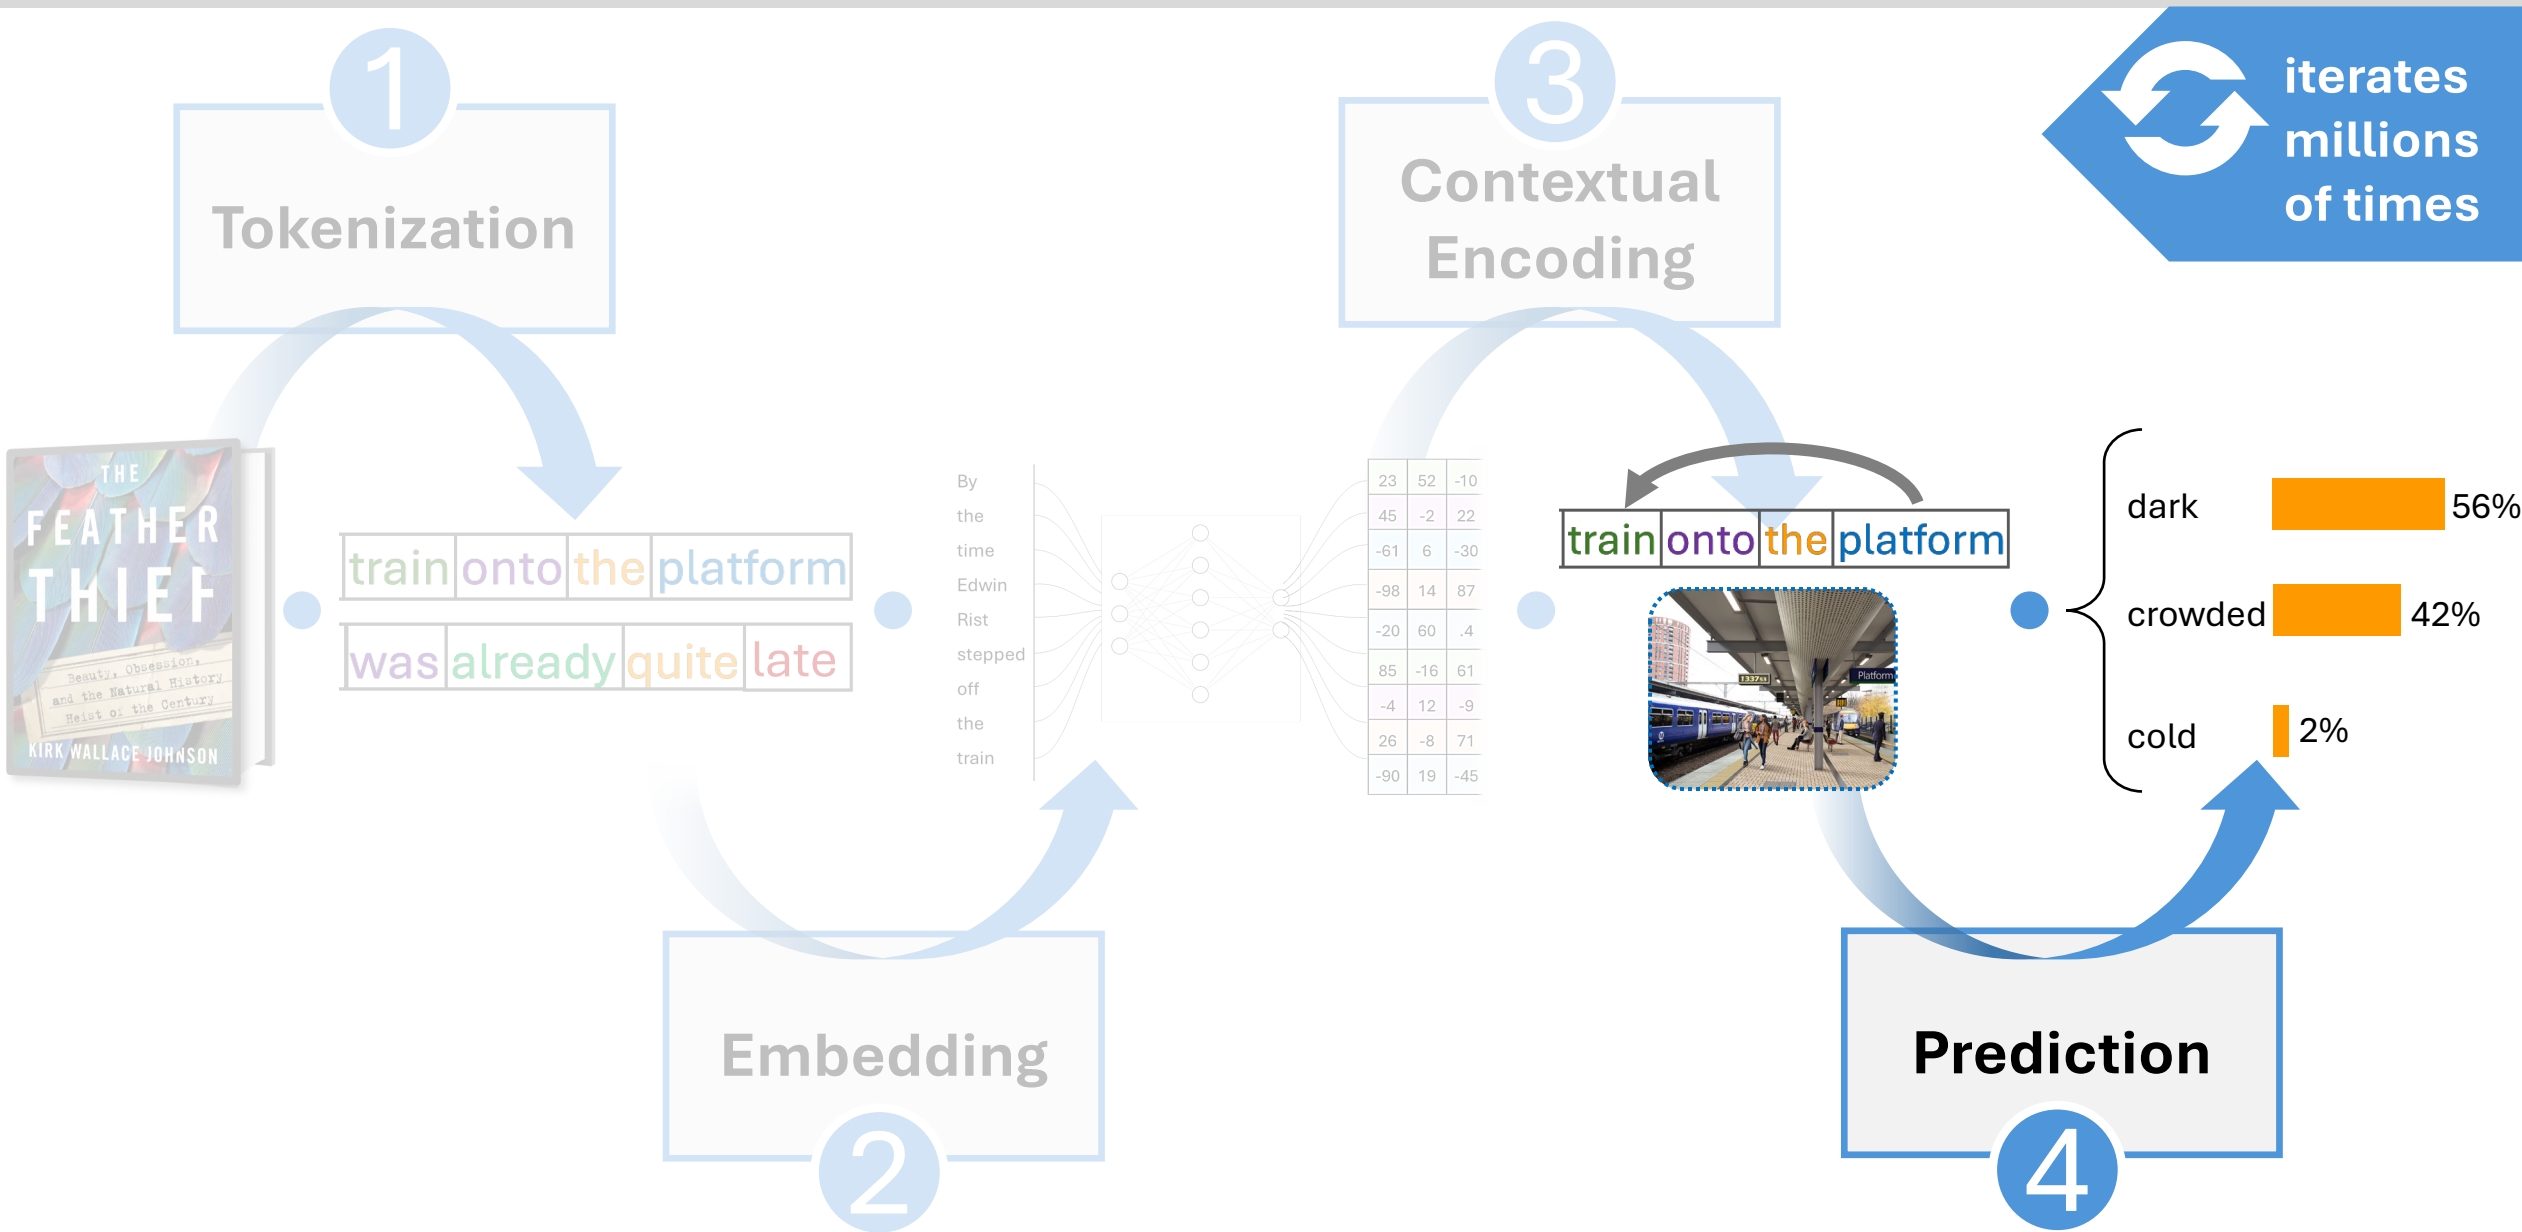 1
Tokenization
3
Contextual
Encoding
iterates
millions
of times
THE
FEATHER
THIEF
Beauty, Obsession,
and the Natural History
Heist of the Century
KIRK WALLACE JOHNSON
train onto the platform
was already quite late
By
the
time
Edwin
Rist
stepped
off
the
train
23 52 -10
45 -2 22
-61 6 -30
-98 14 87
-20 60 .4
85 -16 61
-4 12 -9
26 -8 71
-90 19 -45
train onto the platform
Platform
dark 56%
crowded 42%
cold 2%
Embedding
2
Prediction
4